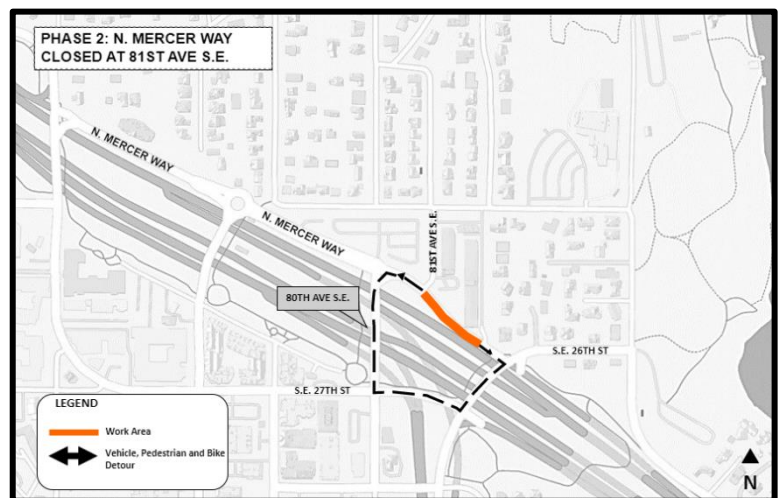 PHASE 2: N. MERCER WAY
CLOSED AT 81ST AVE S.E.
N. MERCER WAY
N. MERCER WAY
81ST AVE S.E.
80TH AVE S.E.
S.E. 26TH ST
S.E. 27TH ST
LEGEND
Work Area
Vehicle, Pedestrian and Bike
Detour
N